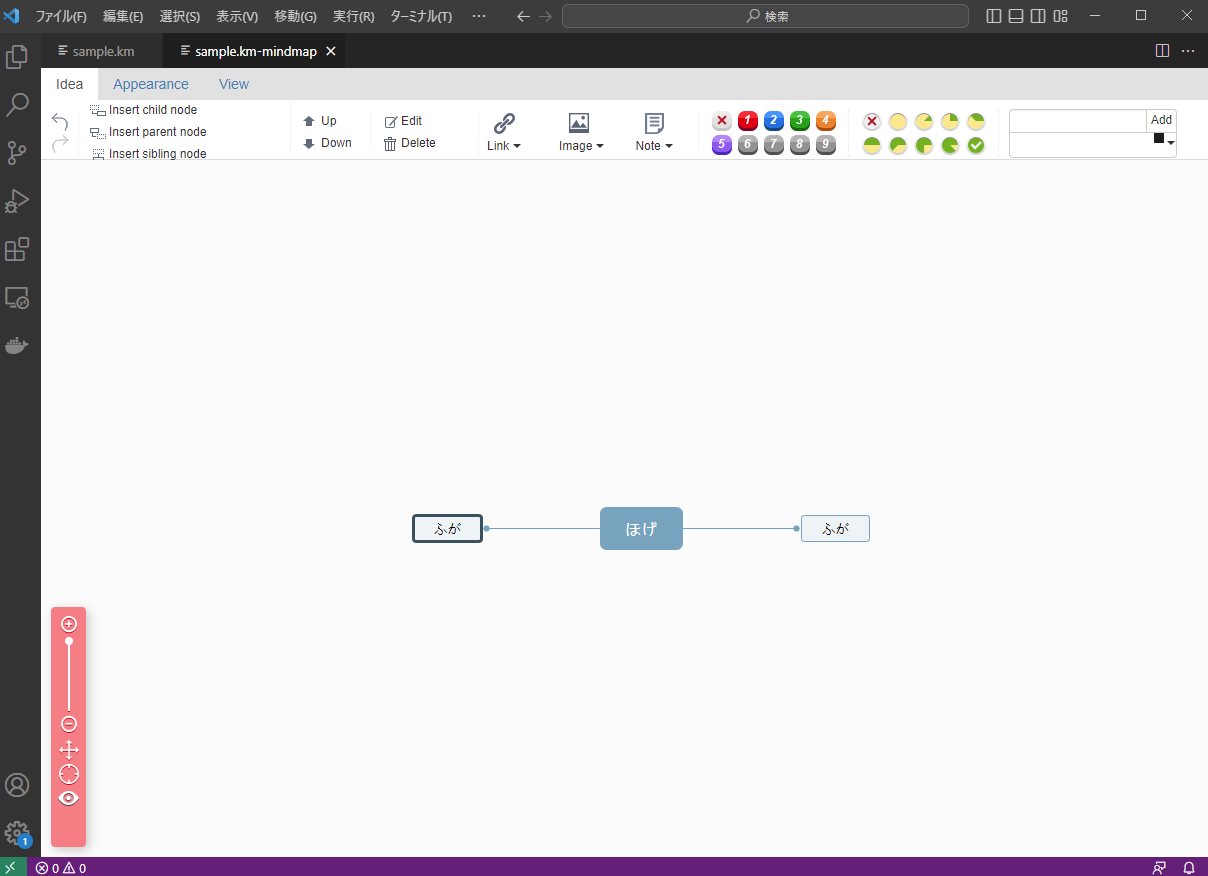 ファイル(F) 編集(E) 選択(S) 表示(V) 移動(G) 実行(R) ターミナル(T) ··· 検索
sample.km sample.km-mindmap
Idea Appearance View
Insert child node
Insert parent node
Insert sibling node
Up
Down
Edit
Delete
Link
Image
Note
1 2 3 4
5 6 7 8 9
Add
ふが ほげ ふが
1
0 0